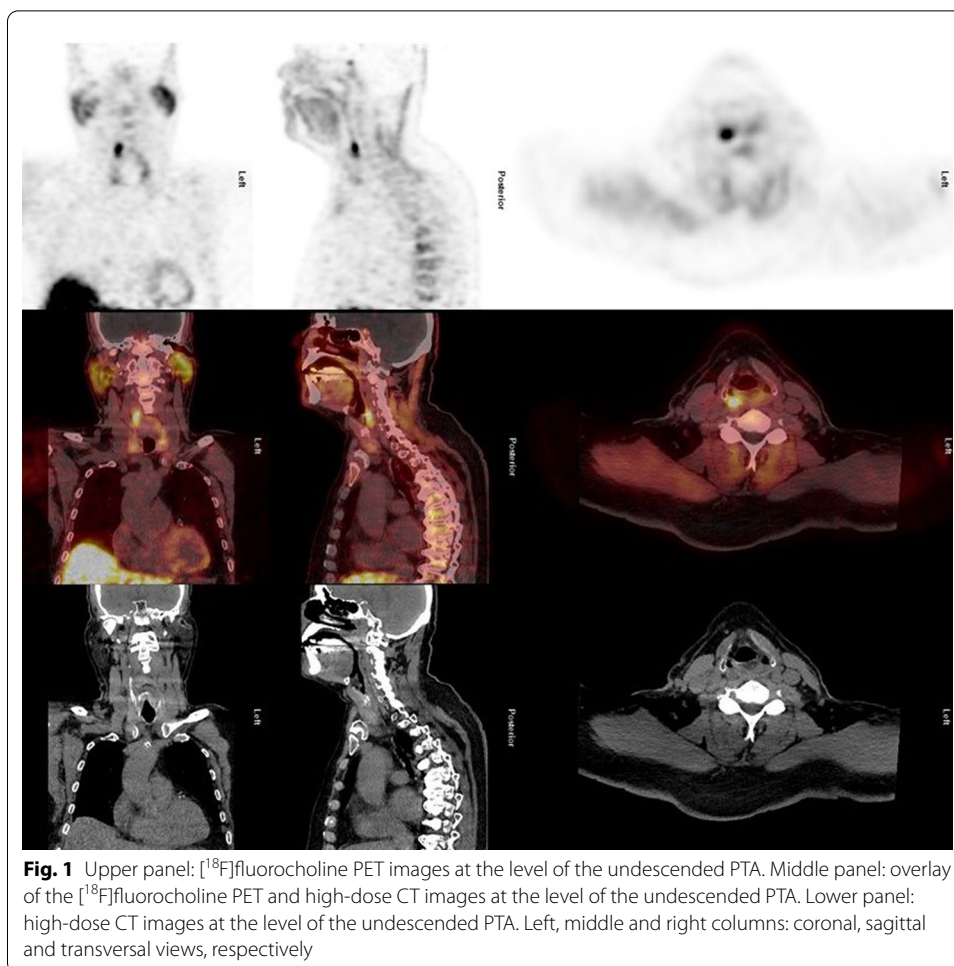 Left
Posterior
Left
Left
Posterior
Left
Left
Posterior
Left
Fig. 1 Upper panel: [¹⁸F]fluorocholine PET images at the level of the undescended PTA. Middle panel: overlay
of the [¹⁸F]fluorocholine PET and high-dose CT images at the level of the undescended PTA. Lower panel:
high-dose CT images at the level of the undescended PTA. Left, middle and right columns: coronal, sagittal
and transversal views, respectively